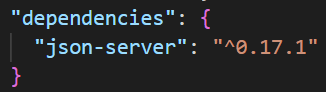 "dependencies": {
"json-server": "^0.17.1"
}